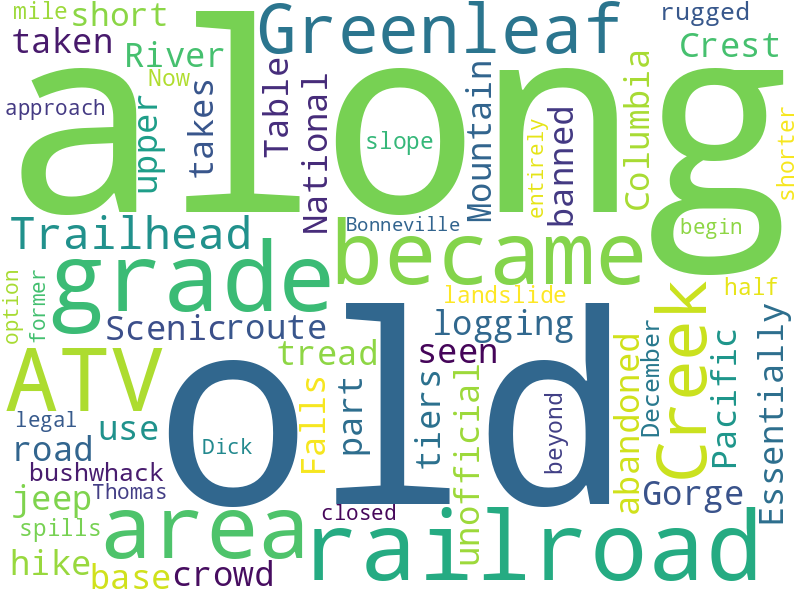 mile
short
Greenleaf
rugged
taken
River
Crest
Now
along
Table
takes
National
approach
upper
slope
Mountain
entirely
banned
Columbia
shorter
Trailhead
Bonneville
became
begin
grade
option
former
landslide
half
Scenic
route
logging
Creek
tread
seen
ATV
old
abandoned
December
Pacific
Essentially
Falls
part
tiers
unofficial
beyond
legal
use
road
Dick
bushwhack
jeep
Thomas
Gorge
spills
area
closed
railroad
hike
base
crowd